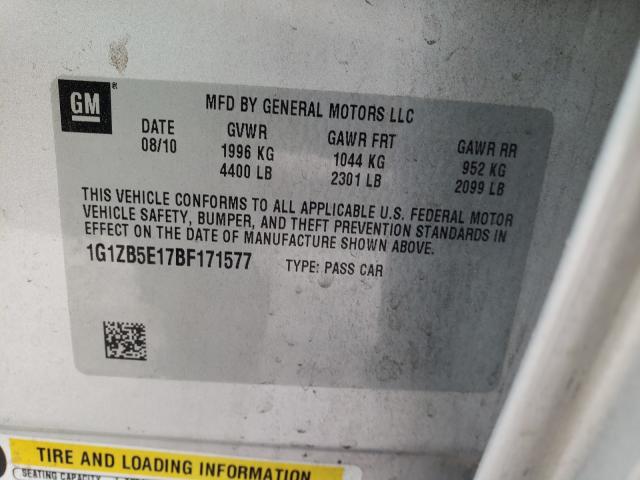 GM ®
MFD BY GENERAL MOTORS LLC
DATE GVWR GAWR FRT GAWR RR
08/10 1996 KG 1044 KG 952 KG
4400 LB 2301 LB 2099 LB
THIS VEHICLE CONFORMS TO ALL APPLICABLE U.S. FEDERAL MOTOR
VEHICLE SAFETY, BUMPER, AND THEFT PREVENTION STANDARDS IN
EFFECT ON THE DATE OF MANUFACTURE SHOWN ABOVE.
1G1ZB5E17BF171577 TYPE: PASS CAR
TIRE AND LOADING INFORMATION
SEATING CAPACITY